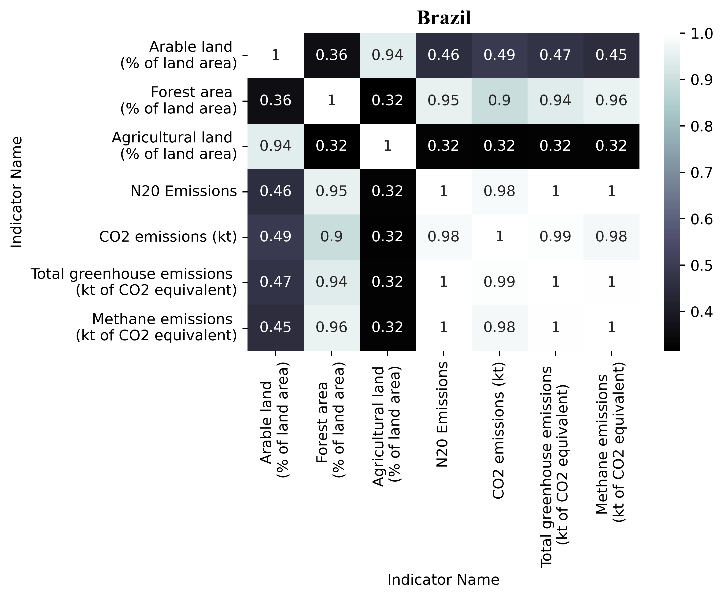 Brazil
Arable land
(% of land area)
1 0.36 0.94 0.46 0.49 0.47 0.45
Forest area
(% of land area)
0.36 1 0.32 0.95 0.9 0.94 0.96
Agricultural land
(% of land area)
0.94 0.32 1 0.32 0.32 0.32 0.32
N20 Emissions
0.46 0.95 0.32 1 0.98 1 1
CO2 emissions (kt)
0.49 0.9 0.32 0.98 1 0.99 0.98
Total greenhouse emissions
(kt of CO2 equivalent)
0.47 0.94 0.32 1 0.99 1 1
Methane emissions
(kt of CO2 equivalent)
0.45 0.96 0.32 1 0.98 1 1
Indicator Name
Arable land
(% of land area)
Forest area
(% of land area)
Agricultural land
(% of land area)
N20 Emissions
CO2 emissions (kt)
Total greenhouse emissions
(kt of CO2 equivalent)
Methane emissions
(kt of CO2 equivalent)
Indicator Name
1.0
0.9
0.8
0.7
0.6
0.5
0.4